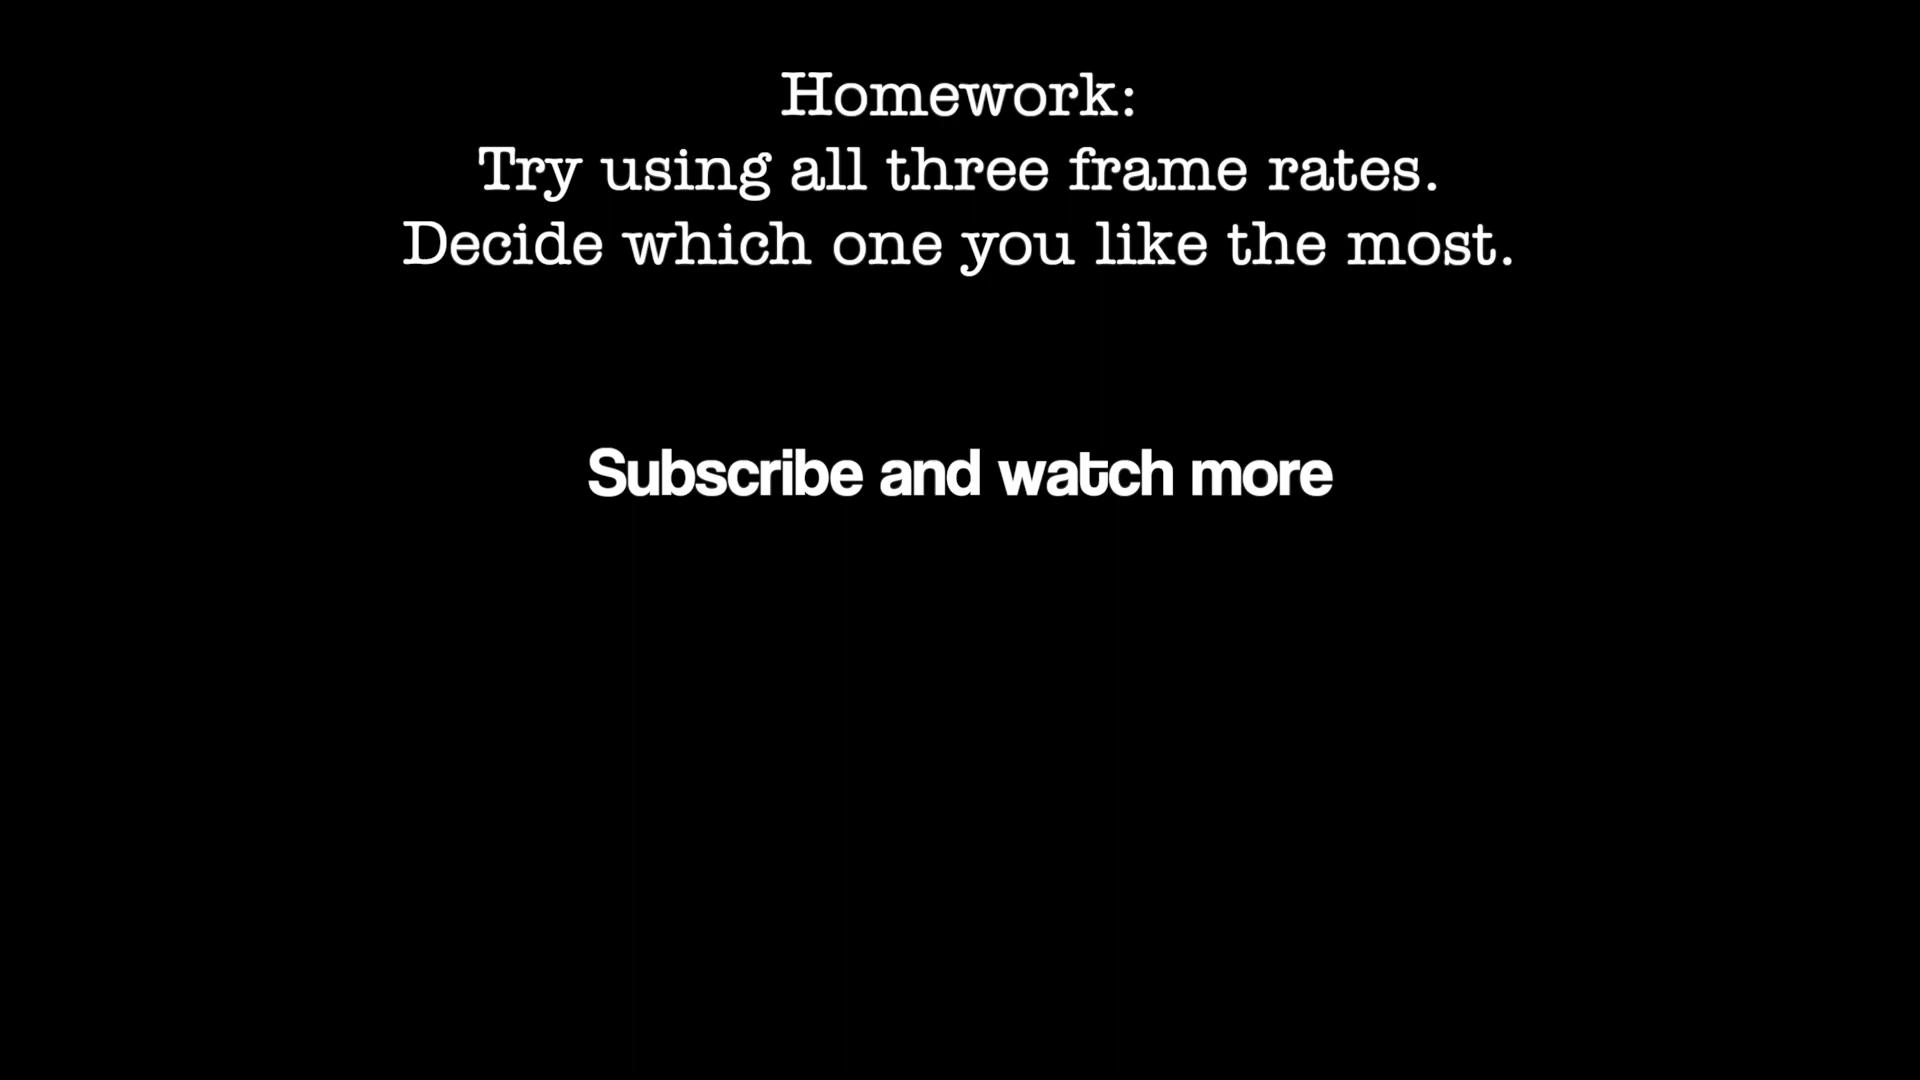 Homework:
Try using all three frame rates.
Decide which one you like the most.
Subscribe and watch more